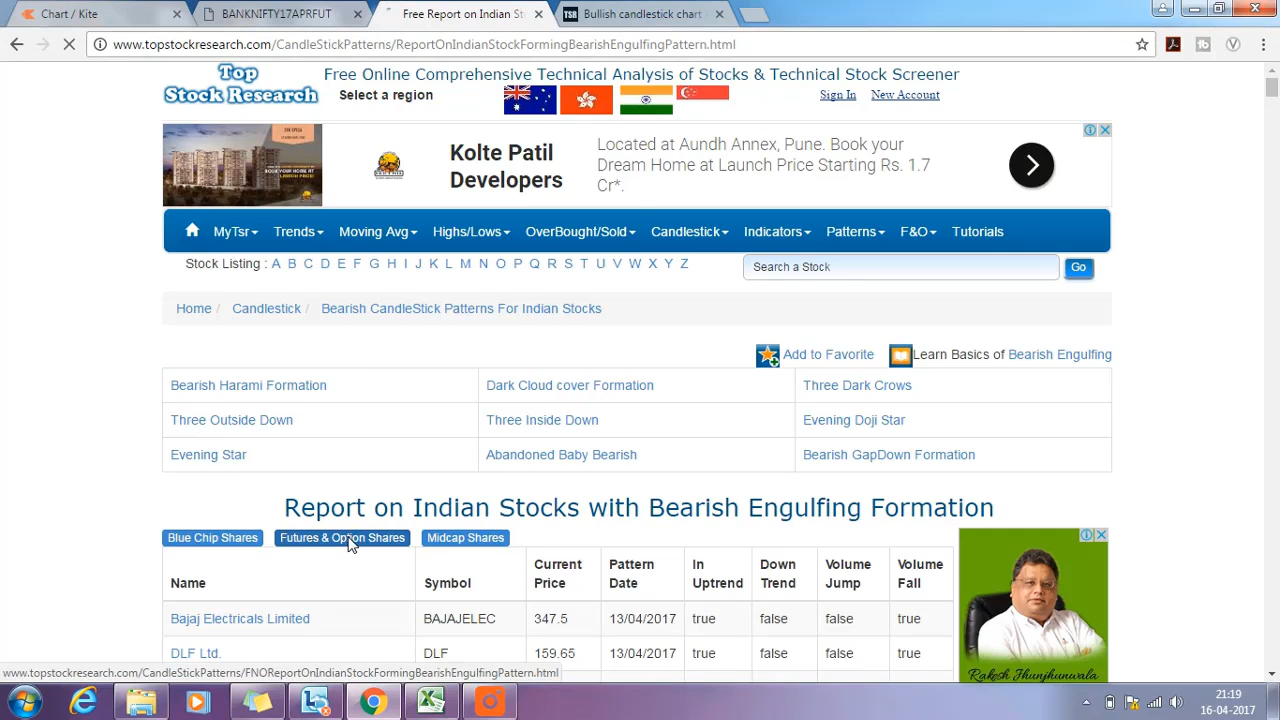 Chart / Kite
BANKNIFTY17APRFUT
Free Report on Indian St
TSR Bullish candlestick chart
www.topstockresearch.com/CandleStickPatterns/ReportOnIndianStockFormingBearishEngulfingPattern.html
Top
Stock Research
Free Online Comprehensive Technical Analysis of Stocks & Technical Stock Screener
Select a region
Sign In New Account
Kolte Patil
Developers
Located at Aundh Annex, Pune. Book your
Dream Home at Launch Price Starting Rs. 1.7
Cr*.
MyTsr Trends Moving Avg Highs/Lows OverBought/Sold Candlestick Indicators Patterns F&O Tutorials
Stock Listing : A B C D E F G H I J K L M N O P Q R S T U V W X Y Z
Search a Stock Go
Home / Candlestick / Bearish CandleStick Patterns For Indian Stocks
Add to Favorite Learn Basics of Bearish Engulfing
Bearish Harami Formation Dark Cloud cover Formation Three Dark Crows
Three Outside Down Three Inside Down Evening Doji Star
Evening Star Abandoned Baby Bearish Bearish GapDown Formation
Report on Indian Stocks with Bearish Engulfing Formation
Blue Chip Shares Futures & Option Shares Midcap Shares
Name Symbol Current Price Pattern Date In Uptrend Down Trend Volume Jump Volume Fall
Bajaj Electricals Limited BAJAJELEC 347.5 13/04/2017 true false false true
DLF Ltd. DLF 159.65 13/04/2017 true false false true
Rakesh Jhunjhunwala
www.topstockresearch.com/CandleStickPatterns/FNOReportOnIndianStockFormingBearishEngulfingPattern.html
21:19
16-04-2017